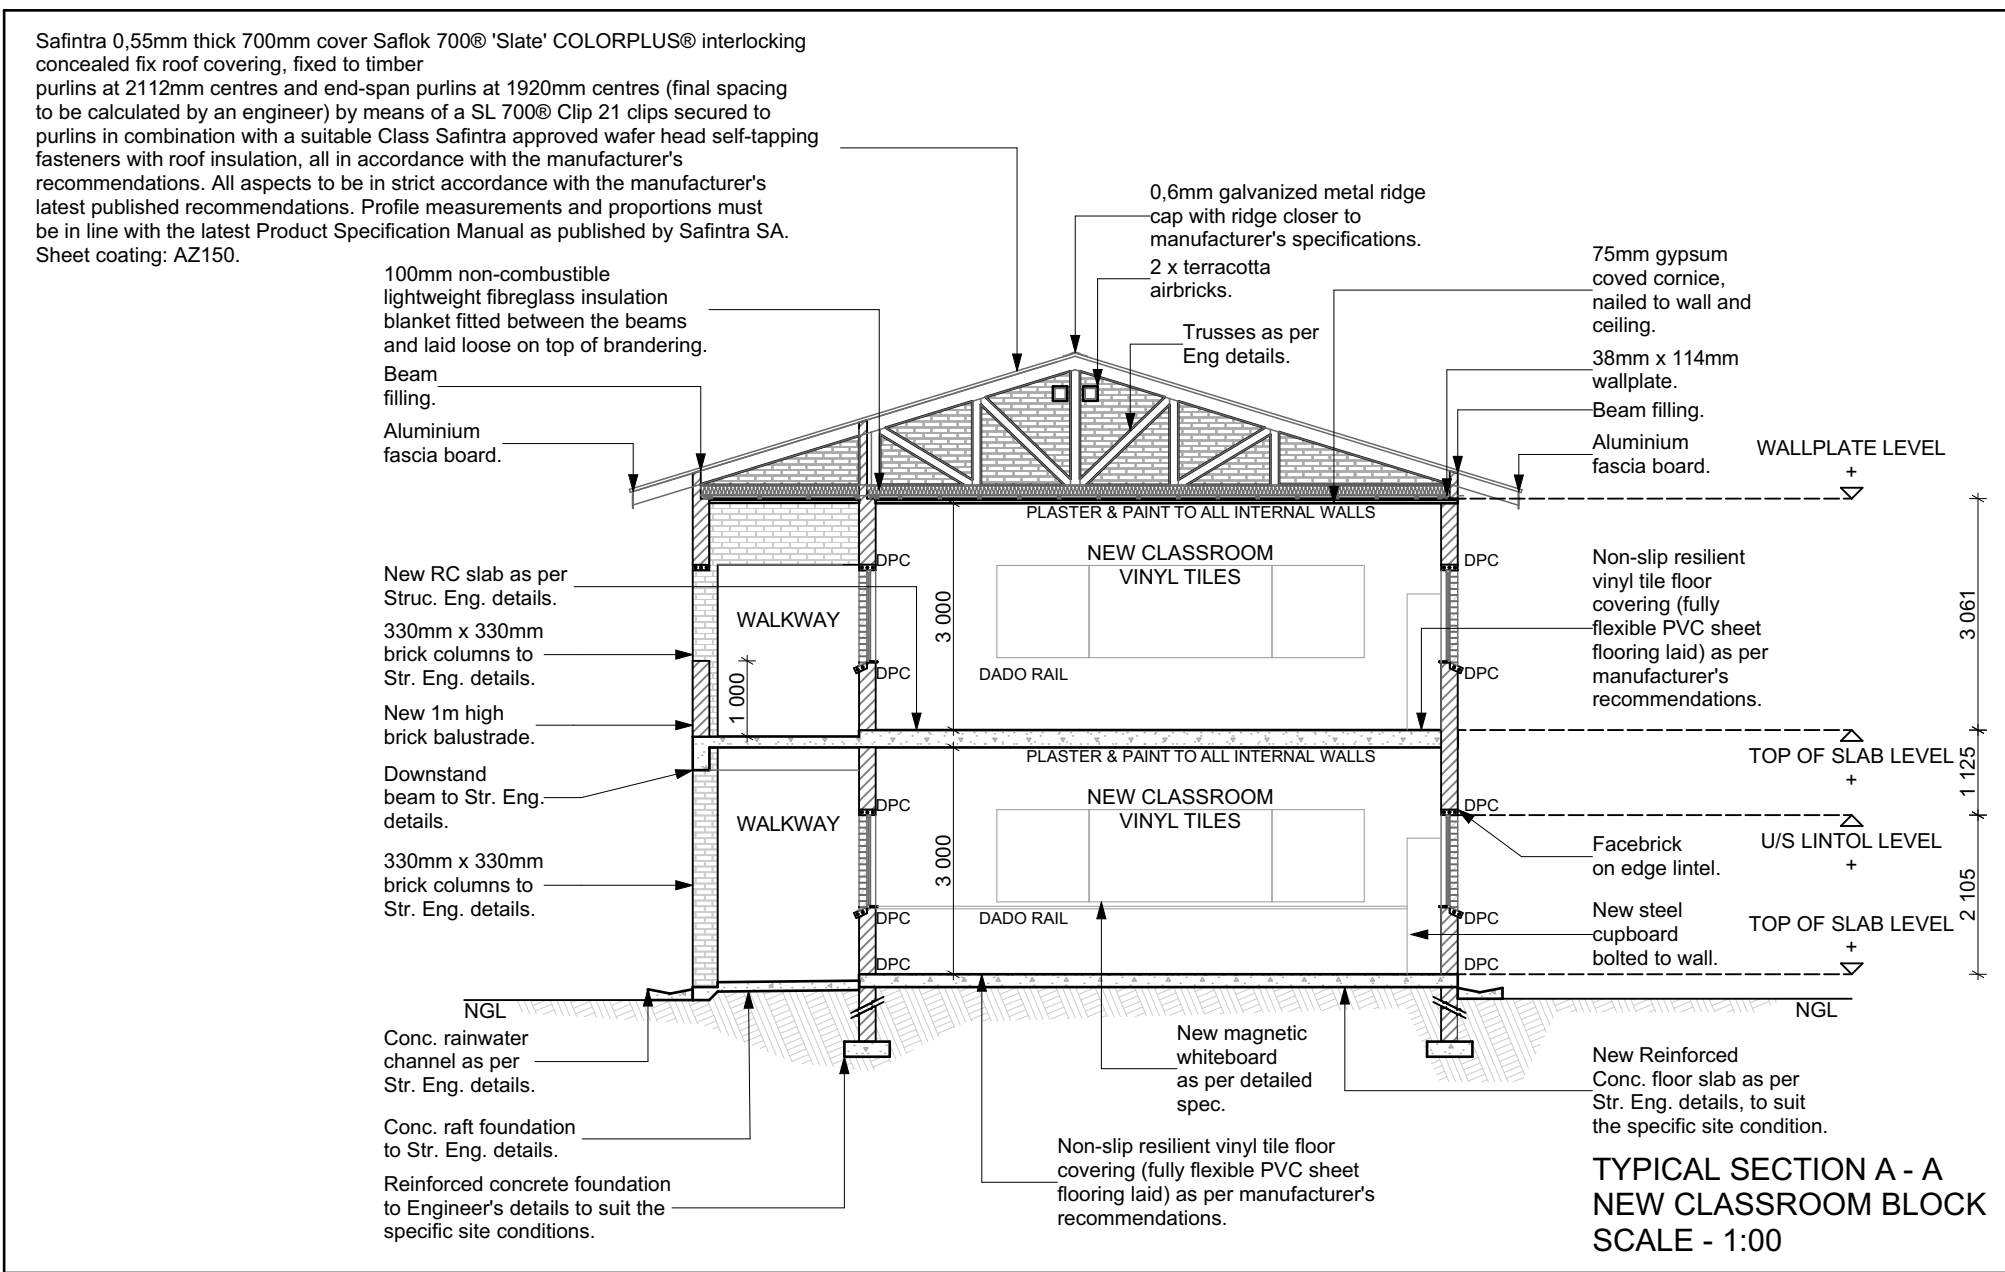 Safintra 0,55mm thick 700mm cover Saflok 700® 'Slate' COLORPLUS® interlocking
concealed fix roof covering, fixed to timber
purlins at 2112mm centres and end-span purlins at 1920mm centres (final spacing
to be calculated by an engineer) by means of a SL 700® Clip 21 clips secured to
purlins in combination with a suitable Class Safintra approved wafer head self-tapping
fasteners with roof insulation, all in accordance with the manufacturer's
recommendations. All aspects to be in strict accordance with the manufacturer's
latest published recommendations. Profile measurements and proportions must
be in line with the latest Product Specification Manual as published by Safintra SA.
Sheet coating: AZ150.
100mm non-combustible
lightweight fibreglass insulation
blanket fitted between the beams
and laid loose on top of brandering.
Beam
filling.
Aluminium
fascia board.
New RC slab as per
Struc. Eng. details.
330mm x 330mm
brick columns to
Str. Eng. details.
New 1m high
brick balustrade.
Downstand
beam to Str. Eng.
details.
330mm x 330mm
brick columns to
Str. Eng. details.
NGL
Conc. rainwater
channel as per
Str. Eng. details.
Conc. raft foundation
to Str. Eng. details.
Reinforced concrete foundation
to Engineer's details to suit the
specific site conditions.
0,6mm galvanized metal ridge
cap with ridge closer to
manufacturer's specifications.
2 x terracotta
airbricks.
Trusses as per
Eng details.
PLASTER & PAINT TO ALL INTERNAL WALLS
NEW CLASSROOM
VINYL TILES
DPC
DPC
WALKWAY
3 000
1 000
DPC
DPC
DADO RAIL
PLASTER & PAINT TO ALL INTERNAL WALLS
NEW CLASSROOM
VINYL TILES
DPC
DPC
WALKWAY
3 000
DPC
DPC
DADO RAIL
DPC
DPC
New magnetic
whiteboard
as per detailed
spec.
Non-slip resilient vinyl tile floor
covering (fully flexible PVC sheet
flooring laid) as per manufacturer's
recommendations.
75mm gypsum
coved cornice,
nailed to wall and
ceiling.
38mm x 114mm
wallplate.
Beam filling.
Aluminium
fascia board.
Non-slip resilient
vinyl tile floor
covering (fully
flexible PVC sheet
flooring laid) as per
manufacturer's
recommendations.
Facebrick
on edge lintel.
New steel
cupboard
bolted to wall.
NGL
New Reinforced
Conc. floor slab as per
Str. Eng. details, to suit
the specific site condition.
WALLPLATE LEVEL
+
3 061
TOP OF SLAB LEVEL
+
1 125
U/S LINTOL LEVEL
+
2 105
TOP OF SLAB LEVEL
+
TYPICAL SECTION A - A
NEW CLASSROOM BLOCK
SCALE - 1:00